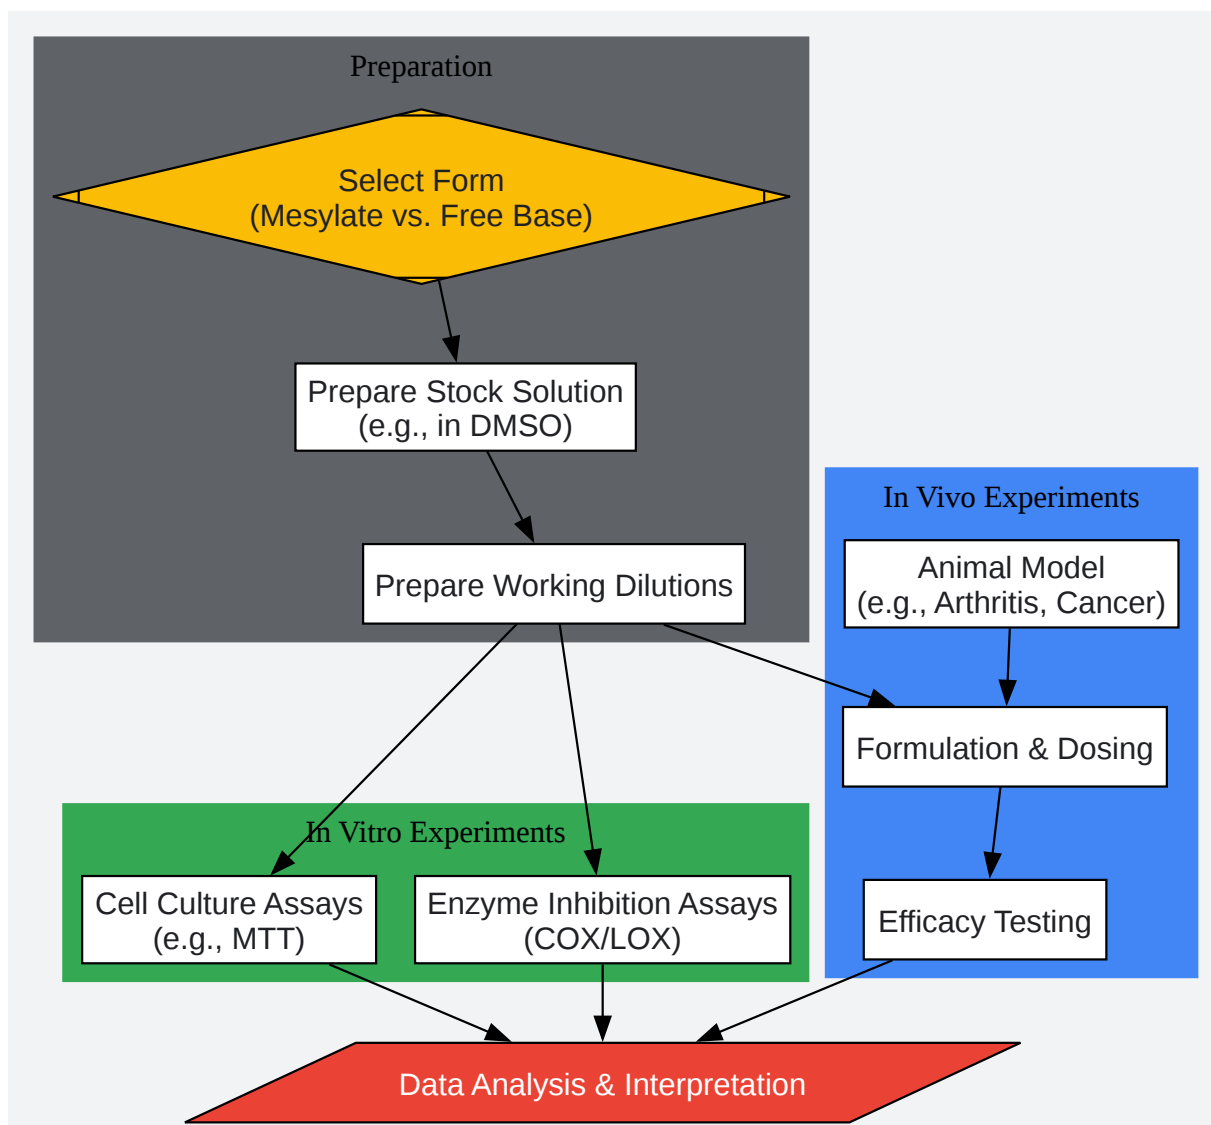 Preparation
Select Form
(Mesylate vs. Free Base)
Prepare Stock Solution
(e.g., in DMSO)
Prepare Working Dilutions
In Vivo Experiments
Animal Model
(e.g., Arthritis, Cancer)
Formulation & Dosing
Efficacy Testing
In Vitro Experiments
Cell Culture Assays
(e.g., MTT)
Enzyme Inhibition Assays
(COX/LOX)
Data Analysis & Interpretation